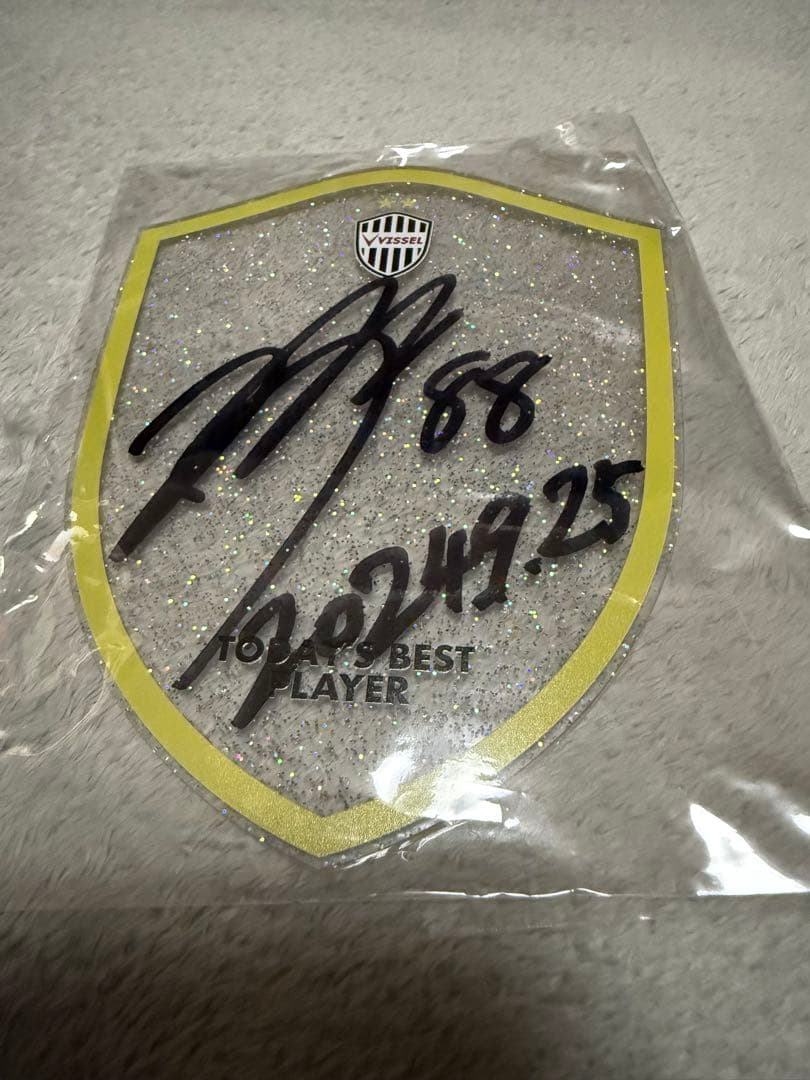 VISSEL
88
2024 9.25
TODAY'S BEST
PLAYER